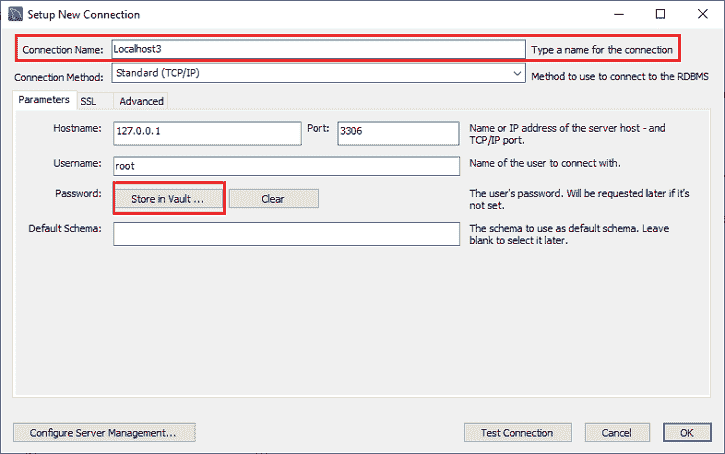 Setup New Connection
Connection Name: Localhost3 Type a name for the connection
Connection Method: Standard (TCP/IP) Method to use to connect to the RDBMS
Parameters SSL Advanced
Hostname: 127.0.0.1 Port: 3306 Name or IP address of the server host - and
TCP/IP port.
Username: root Name of the user to connect with.
Password: Store in Vault ... Clear The user's password. Will be requested later if it's
not set.
Default Schema: The schema to use as default schema. Leave
blank to select it later.
Configure Server Management... Test Connection Cancel OK